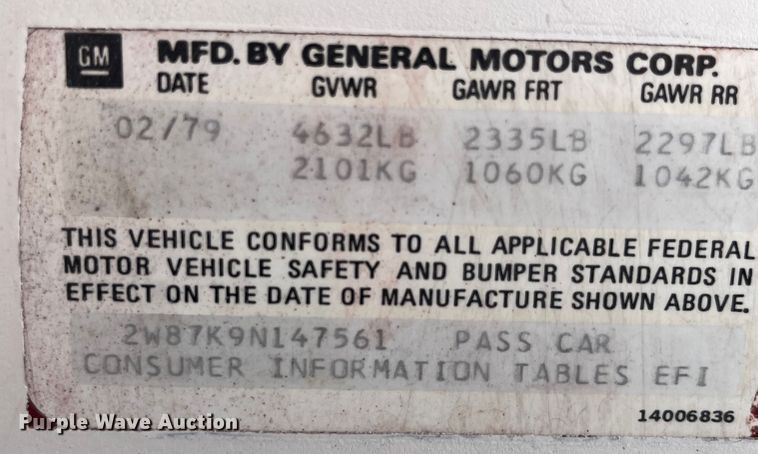 GM MFD. BY GENERAL MOTORS CORP.
DATE GVWR GAWR FRT GAWR RR
02/79 4632LB 2335LB 2297LB
2101KG 1060KG 1042KG
THIS VEHICLE CONFORMS TO ALL APPLICABLE FEDERAL
MOTOR VEHICLE SAFETY AND BUMPER STANDARDS IN
EFFECT ON THE DATE OF MANUFACTURE SHOWN ABOVE.
2W87K9N147561 PASS CAR
CONSUMER INFORMATION TABLES EFI
14006836
Purple Wave Auction